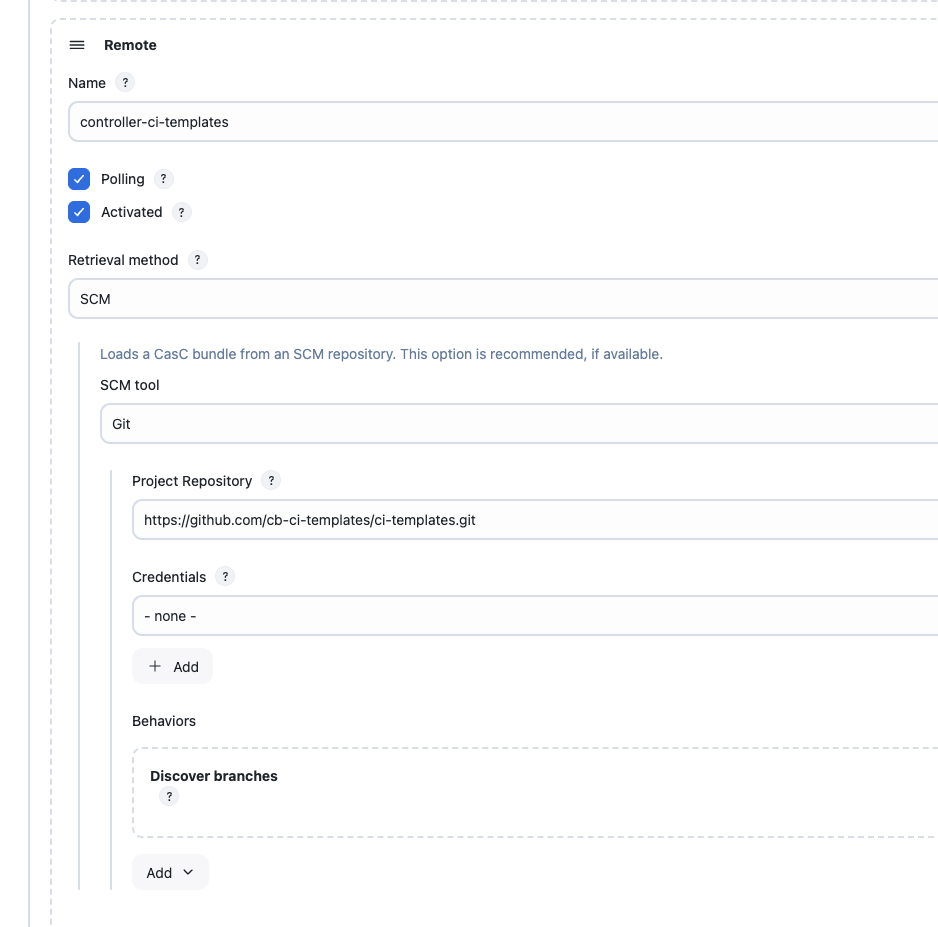 Remote
Name ?
controller-ci-templates
Polling ?
Activated ?
Retrieval method ?
SCM
Loads a CasC bundle from an SCM repository. This option is recommended, if available.
SCM tool
Git
Project Repository ?
https://github.com/cb-ci-templates/ci-templates.git
Credentials ?
- none -
+ Add
Behaviors
Discover branches
?
Add